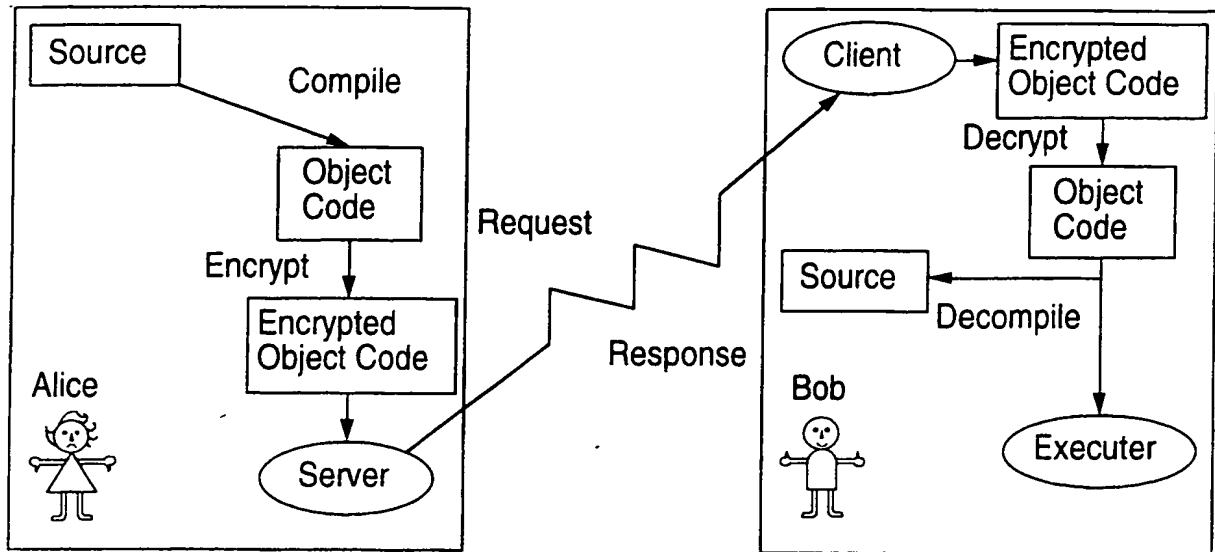 Source
Compile
Object
Code
Encrypt
Encrypted
Object Code
Alice
Server
Request
Response
Client
Encrypted
Object Code
Decrypt
Object
Code
Source
Decompile
Bob
Executer